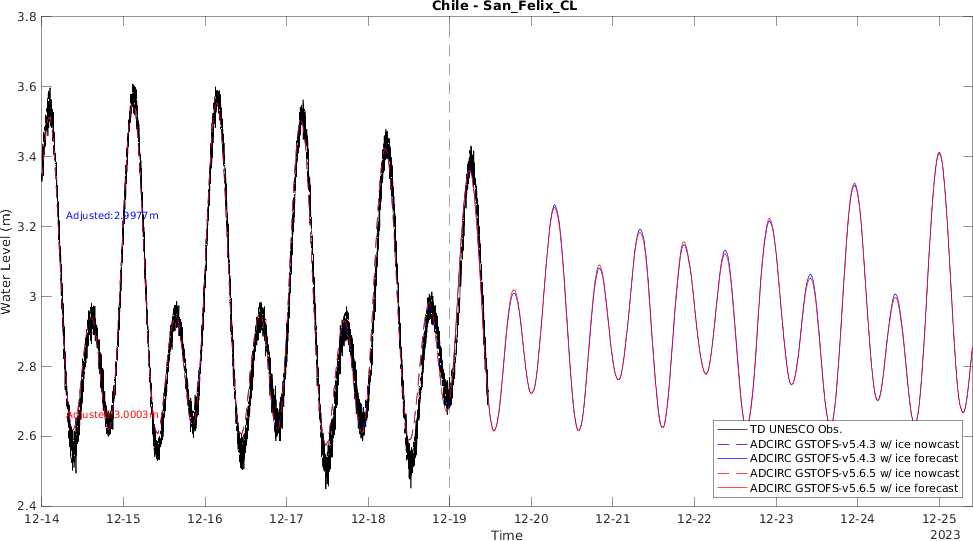 Chile - San_Felix_CL
3.8
3.6
3.4
3.2
3
2.8
2.6
2.4
Water Level (m)
Adjusted:2.9977m
Adjusted:3.0003m
TD UNESCO Obs.
ADCIRC GSTOFS-v5.4.3 w/ ice nowcast
ADCIRC GSTOFS-v5.4.3 w/ ice forecast
ADCIRC GSTOFS-v5.6.5 w/ ice nowcast
ADCIRC GSTOFS-v5.6.5 w/ ice forecast
12-14 12-15 12-16 12-17 12-18 12-19 12-20 12-21 12-22 12-23 12-24 12-25
Time
2023